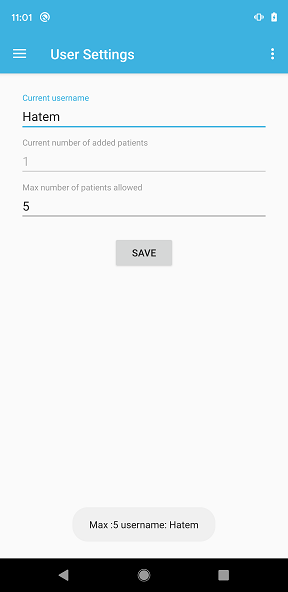 11:01
User Settings
Current username
Hatem
Current number of added patients
1
Max number of patients allowed
5
SAVE
Max :5 username: Hatem